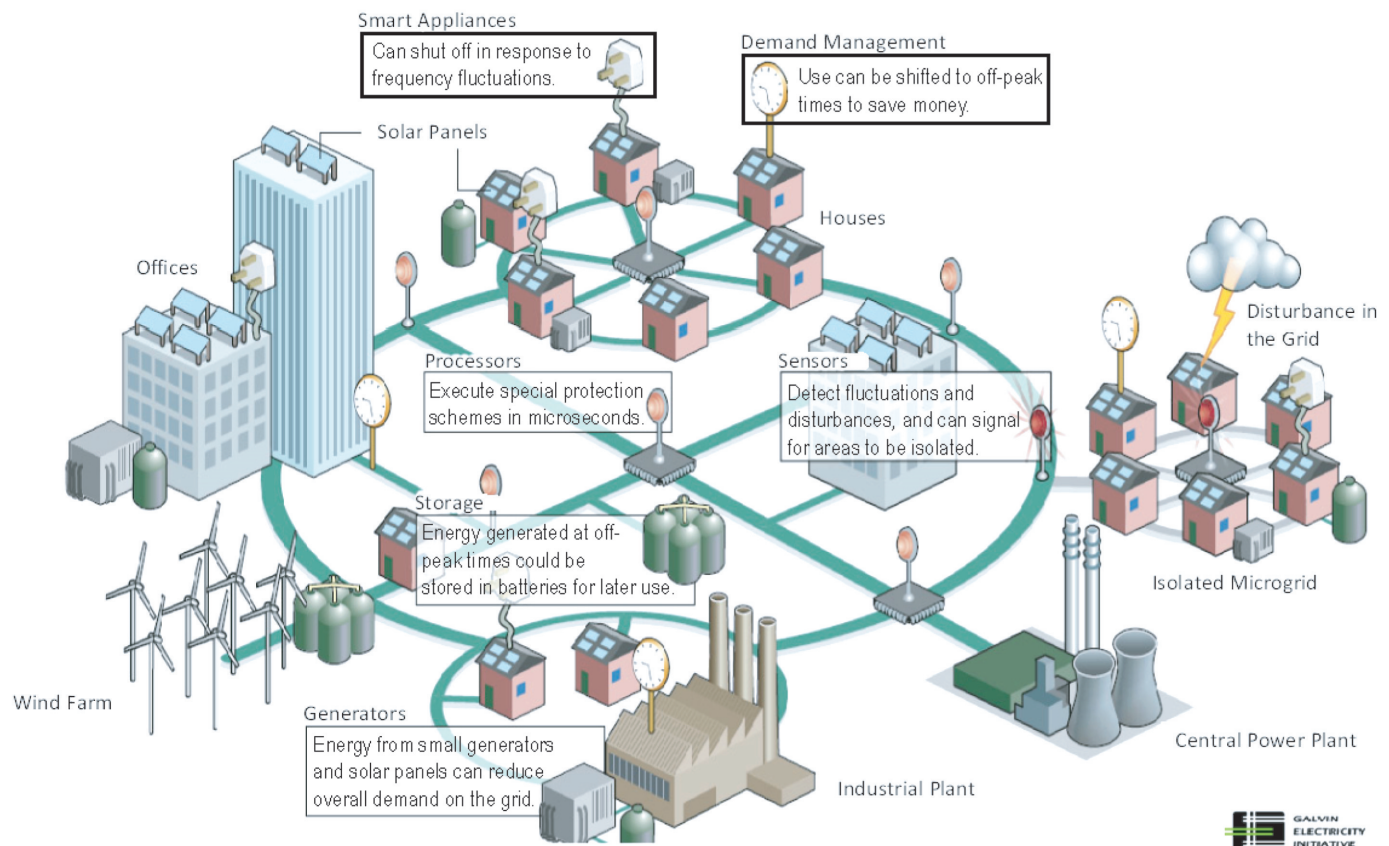 Smart Appliances
Can shut off in response to
frequency fluctuations.
Demand Management
Use can be shifted to off-peak
times to save money.
Solar Panels
Houses
Offices
Disturbance in
the Grid
Processors
Execute special protection
schemes in microseconds.
Sensors
Detect fluctuations and
disturbances, and can signal
for areas to be isolated.
Storage
Energy generated at off-
peak times could be
stored in batteries for later use.
Isolated Microgrid
Wind Farm
Generators
Energy from small generators
and solar panels can reduce
overall demand on the grid.
Industrial Plant
Central Power Plant
GALVIN
ELECTRICITY
INITIATIVE